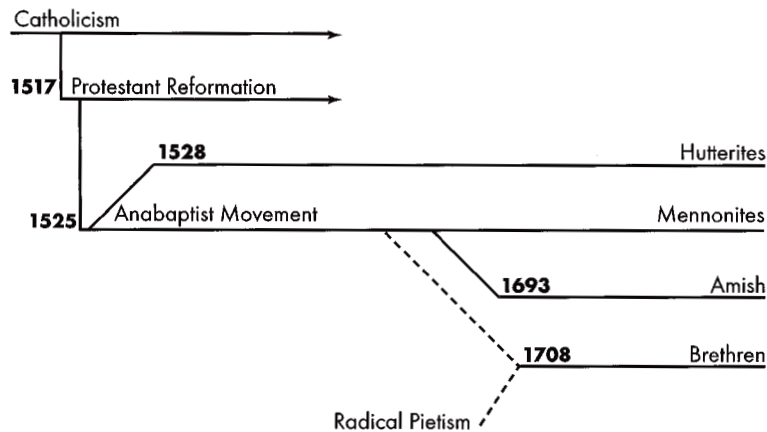 Catholicism
1517 Protestant Reformation
1528 Hutterites
1525 Anabaptist Movement Mennonites
1693 Amish
1708 Brethren
Radical Pietism